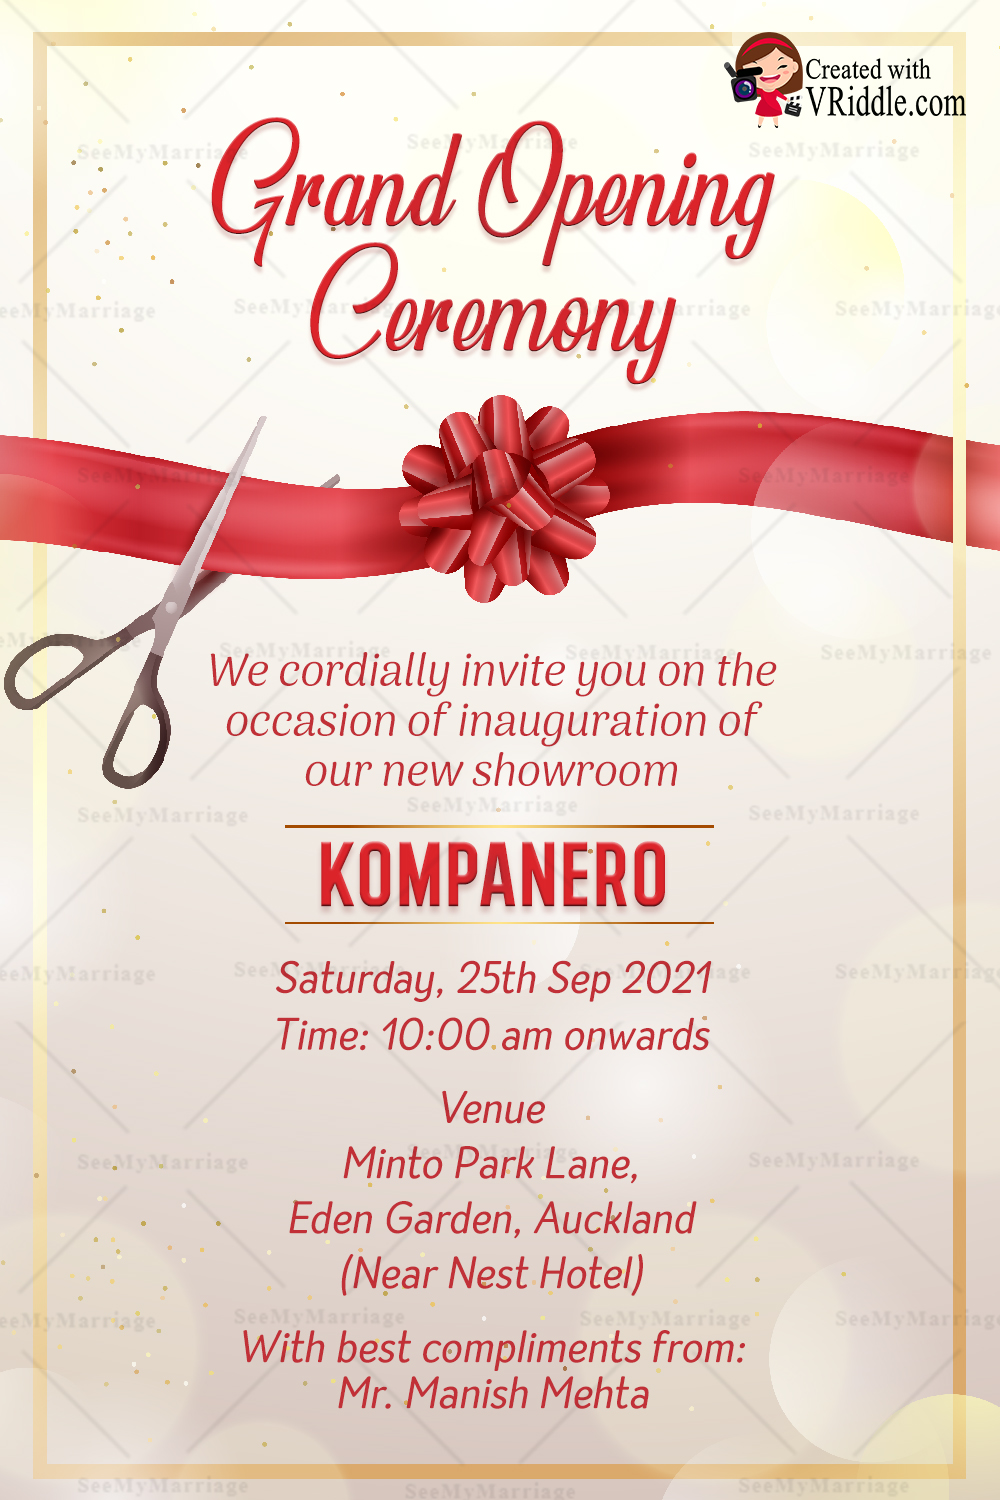 Created with
VRiddle.com
Grand Opening
Ceremony
We cordially invite you on the
occasion of inauguration of
our new showroom
KOMPANERO
Saturday, 25th Sep 2021
Time: 10:00 am onwards
Venue
Minto Park Lane,
Eden Garden, Auckland
(Near Nest Hotel)
With best compliments from:
Mr. Manish Mehta
SeeMyMarriage